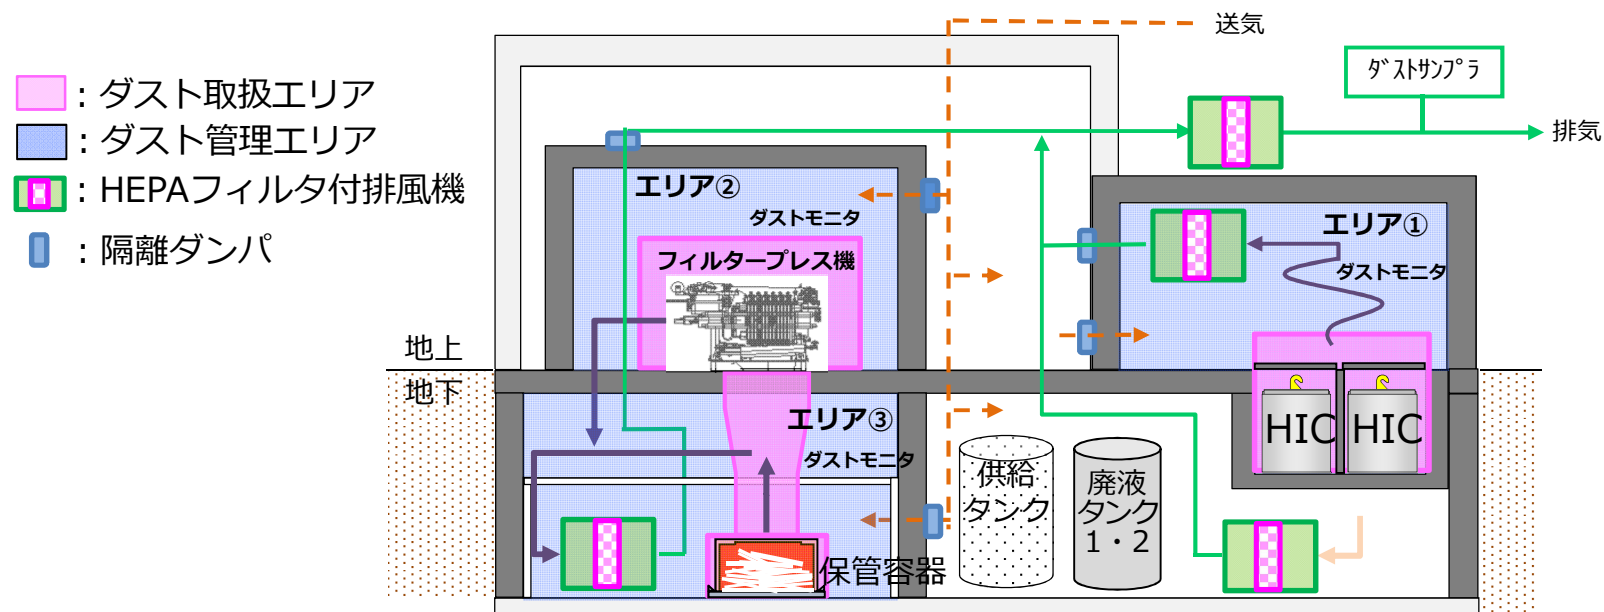 送気
ﾀﾞｽﾄｻﾝﾌﾟﾗ
排気
：ダスト取扱エリア
：ダスト管理エリア
：HEPAフィルタ付排風機
：隔離ダンパ
エリア②
ダストモニタ
フィルタープレス機
エリア①
ダストモニタ
地上
地下
エリア③
ダストモニタ
HIC
HIC
供給
タンク
廃液
タンク
1・2
保管容器